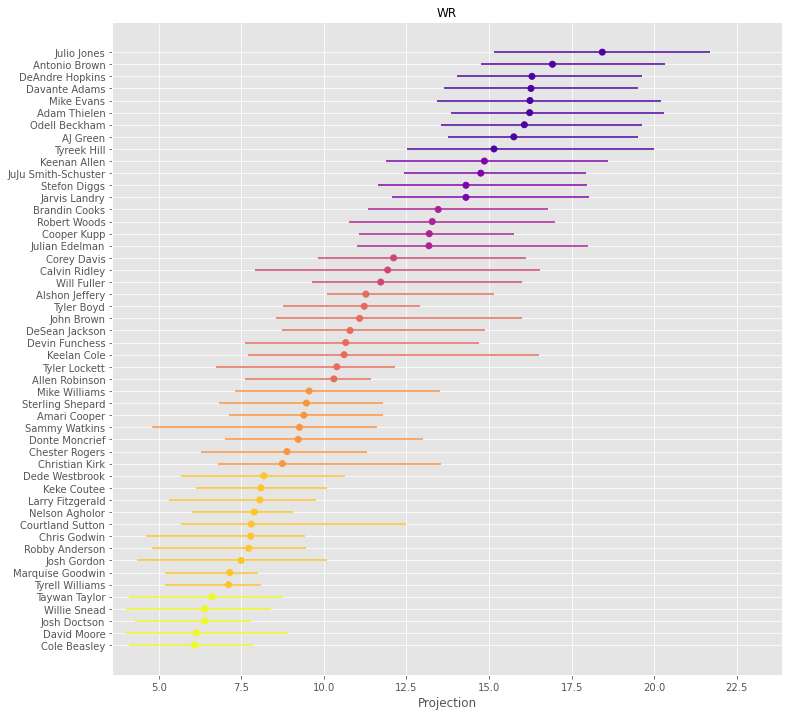 WR
Julio Jones
Antonio Brown
DeAndre Hopkins
Davante Adams
Mike Evans
Adam Thielen
Odell Beckham
AJ Green
Tyreek Hill
Keenan Allen
JuJu Smith-Schuster
Stefon Diggs
Jarvis Landry
Brandin Cooks
Robert Woods
Cooper Kupp
Julian Edelman
Corey Davis
Calvin Ridley
Will Fuller
Alshon Jeffery
Tyler Boyd
John Brown
DeSean Jackson
Devin Funchess
Keelan Cole
Tyler Lockett
Allen Robinson
Mike Williams
Sterling Shepard
Amari Cooper
Sammy Watkins
Donte Moncrief
Chester Rogers
Christian Kirk
Dede Westbrook
Keke Coutee
Larry Fitzgerald
Nelson Agholor
Courtland Sutton
Chris Godwin
Robby Anderson
Josh Gordon
Marquise Goodwin
Tyrell Williams
Taywan Taylor
Willie Snead
Josh Doctson
David Moore
Cole Beasley
5.0 7.5 10.0 12.5 15.0 17.5 20.0 22.5
Projection